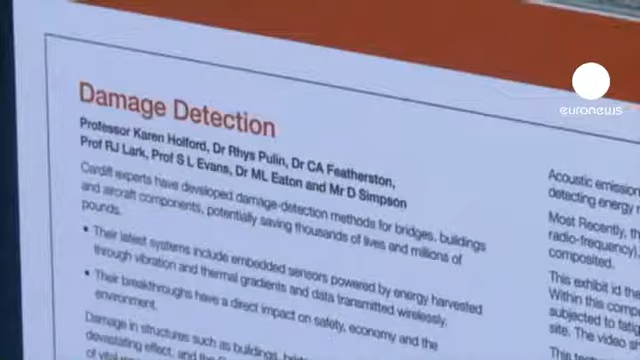 euronews
Damage Detection
Professor Karen Holford, Dr Rhys Pulin, Dr CA Featherston,
Prof RJ Lark, Prof S L Evans, Dr ML Eaton and Mr D Simpson
Cardiff experts have developed damage-detection methods for bridges, buildings
and aircraft components, potentially saving thousands of lives and millions of
pounds.
• Their latest systems include embedded sensors powered by energy harvested
through vibration and thermal gradients and data transmitted wirelessly.
• Their breakthroughs have a direct impact on safety, economy and the
environment.
Damage in structures such as buildings,
devastating effect, and the
Acoustic emission
detecting energy
Most Recently,
radio-frequency),
composited.
This exhibit
Within this
subjected to
site. The video